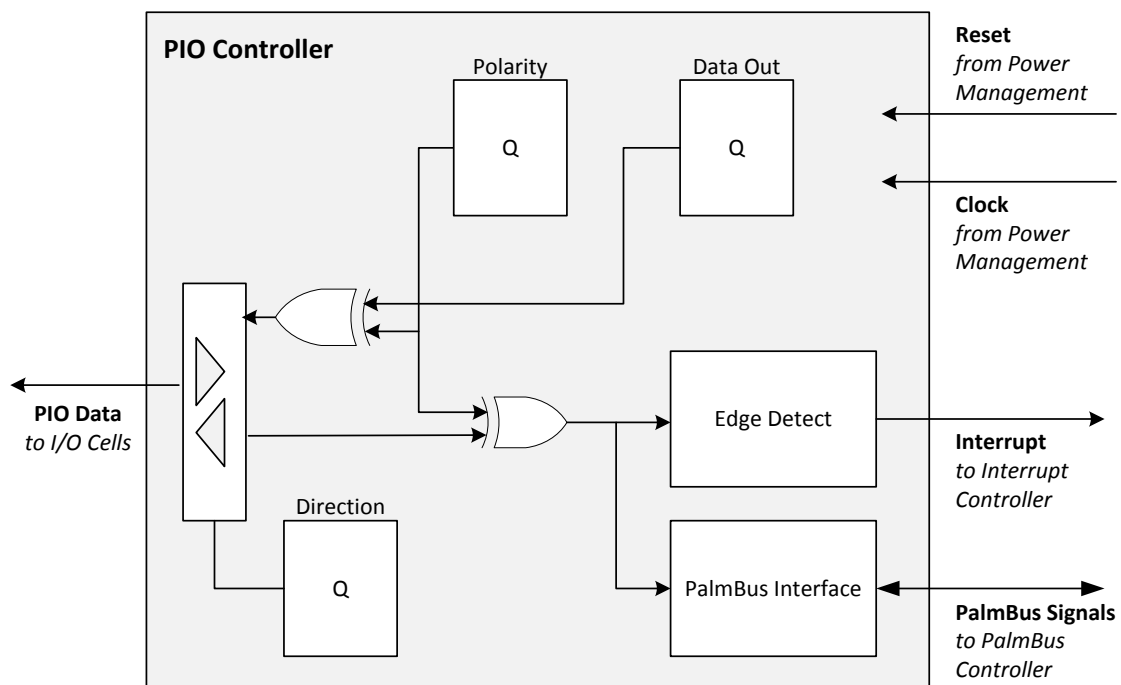 PIO Controller
Polarity
Data Out
Q
Q
Reset
from Power
Management
Clock
from Power
Management
PIO Data
to I/O Cells
Edge Detect
Interrupt
to Interrupt
Controller
Direction
Q
PalmBus Interface
PalmBus Signals
to PalmBus
Controller